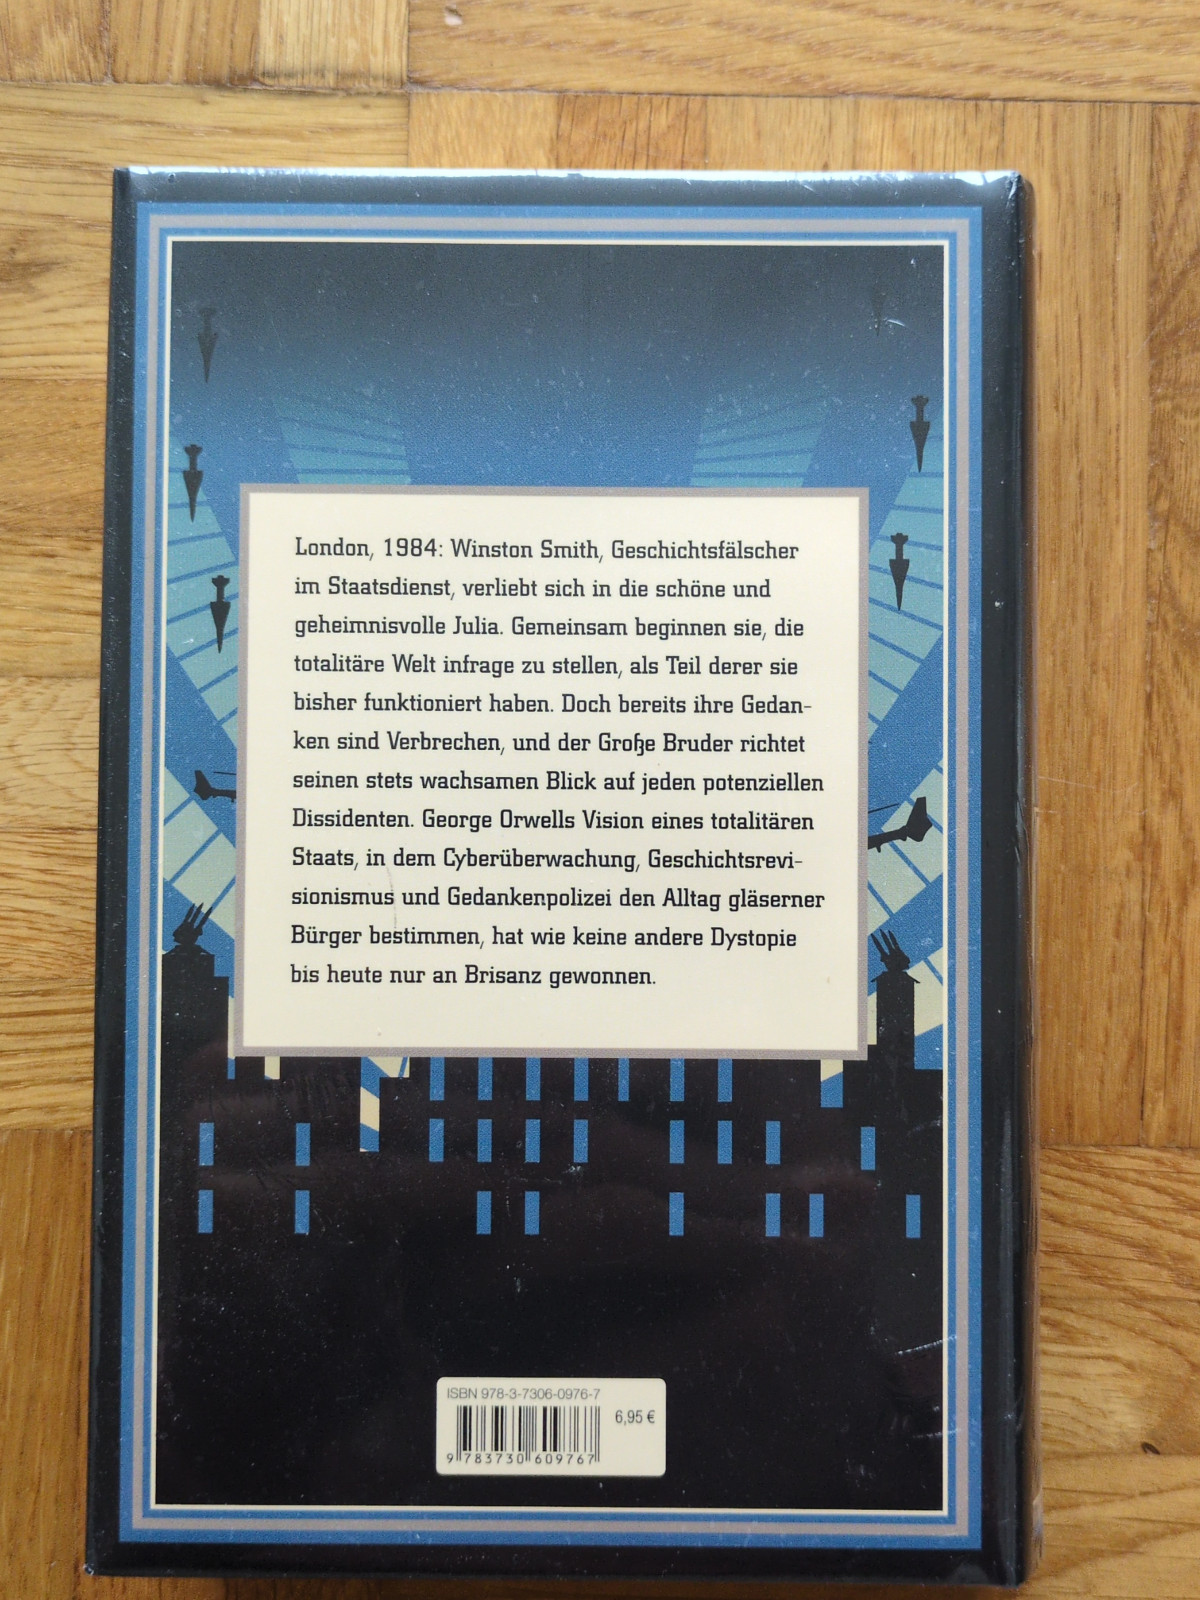 London, 1984: Winston Smith, Geschichtsfälscher
im Staatsdienst, verliebt sich in die schöne und
geheimnisvolle Julia. Gemeinsam beginnen sie, die
totalitäre Welt infrage zu stellen, als Teil derer sie
bisher funktioniert haben. Doch bereits ihre Gedan-
ken sind Verbrechen, und der Große Bruder richtet
seinen stets wachsamen Blick auf jeden potenziellen
Dissidenten. George Orwells Vision eines totalitären
Staats, in dem Cyberüberwachung, Geschichtsrevi-
sionismus und Gedankenpolizei den Alltag gläserner
Bürger bestimmen, hat wie keine andere Dystopie
bis heute nur an Brisanz gewonnen.
ISBN 978-3-7306-0976-7
6,95 €
9 783730 609767